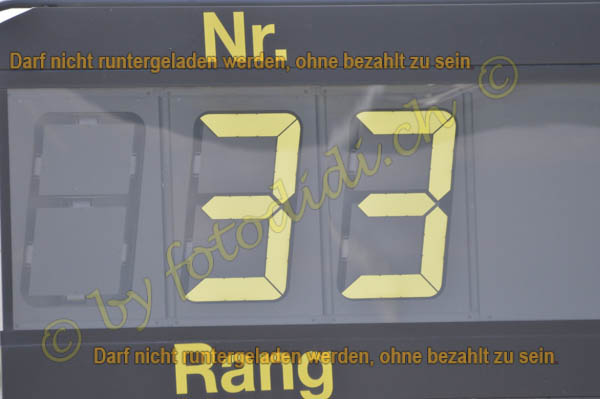 Nr.
Darf nicht runtergeladen werden, ohne bezahlt zu sein
33
© by fotodidi.ch ©
Darf nicht runtergeladen werden, ohne bezahlt zu sein
Rang